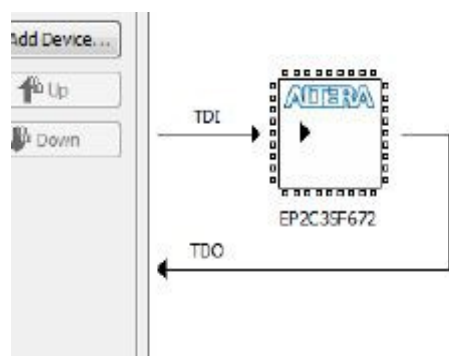 Add Device...
Up
Down
TDI
ALTERA
EP2C35F672
TDO